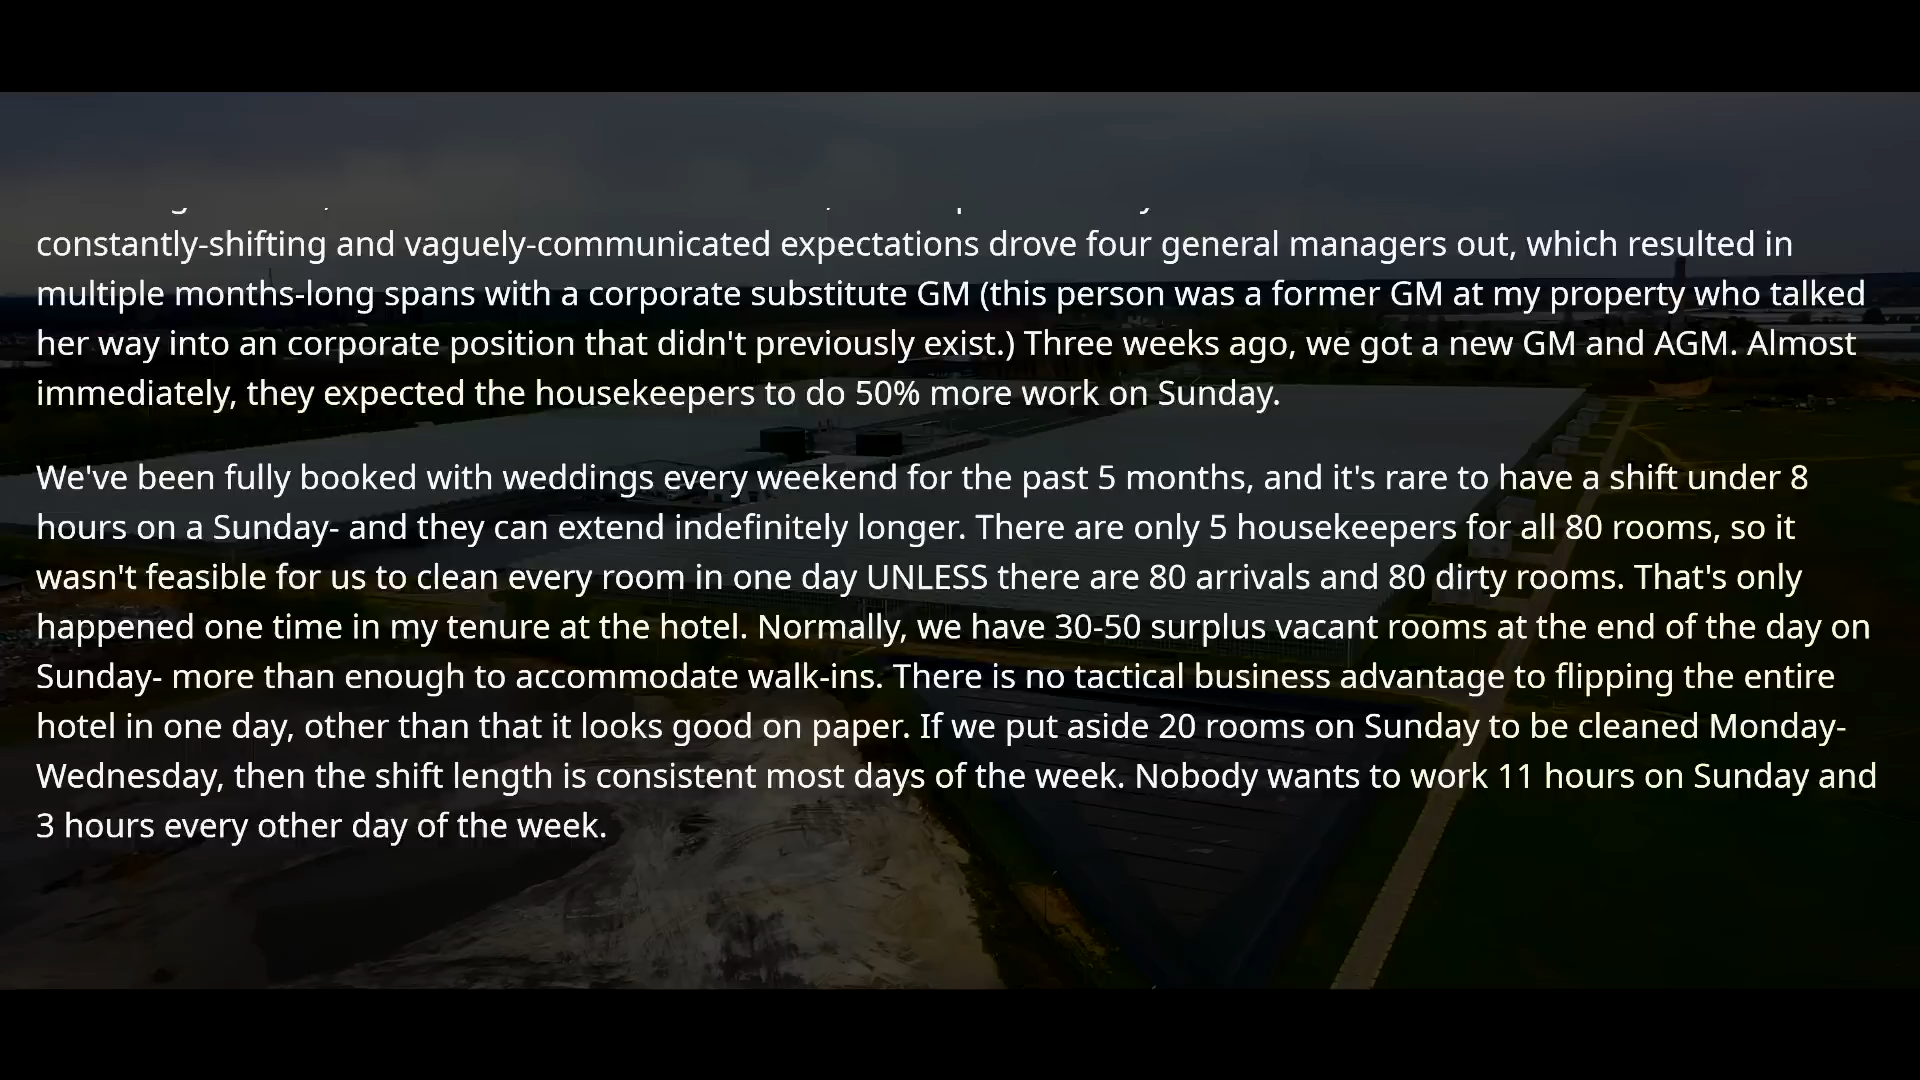 constantly-shifting and vaguely-communicated expectations drove four general managers out, which resulted in
multiple months-long spans with a corporate substitute GM (this person was a former GM at my property who talked
her way into an corporate position that didn't previously exist.) Three weeks ago, we got a new GM and AGM. Almost
immediately, they expected the housekeepers to do 50% more work on Sunday.
We've been fully booked with weddings every weekend for the past 5 months, and it's rare to have a shift under 8
hours on a Sunday- and they can extend indefinitely longer. There are only 5 housekeepers for all 80 rooms, so it
wasn't feasible for us to clean every room in one day UNLESS there are 80 arrivals and 80 dirty rooms. That's only
happened one time in my tenure at the hotel. Normally, we have 30-50 surplus vacant rooms at the end of the day on
Sunday- more than enough to accommodate walk-ins. There is no tactical business advantage to flipping the entire
hotel in one day, other than that it looks good on paper. If we put aside 20 rooms on Sunday to be cleaned Monday-
Wednesday, then the shift length is consistent most days of the week. Nobody wants to work 11 hours on Sunday and
3 hours every other day of the week.